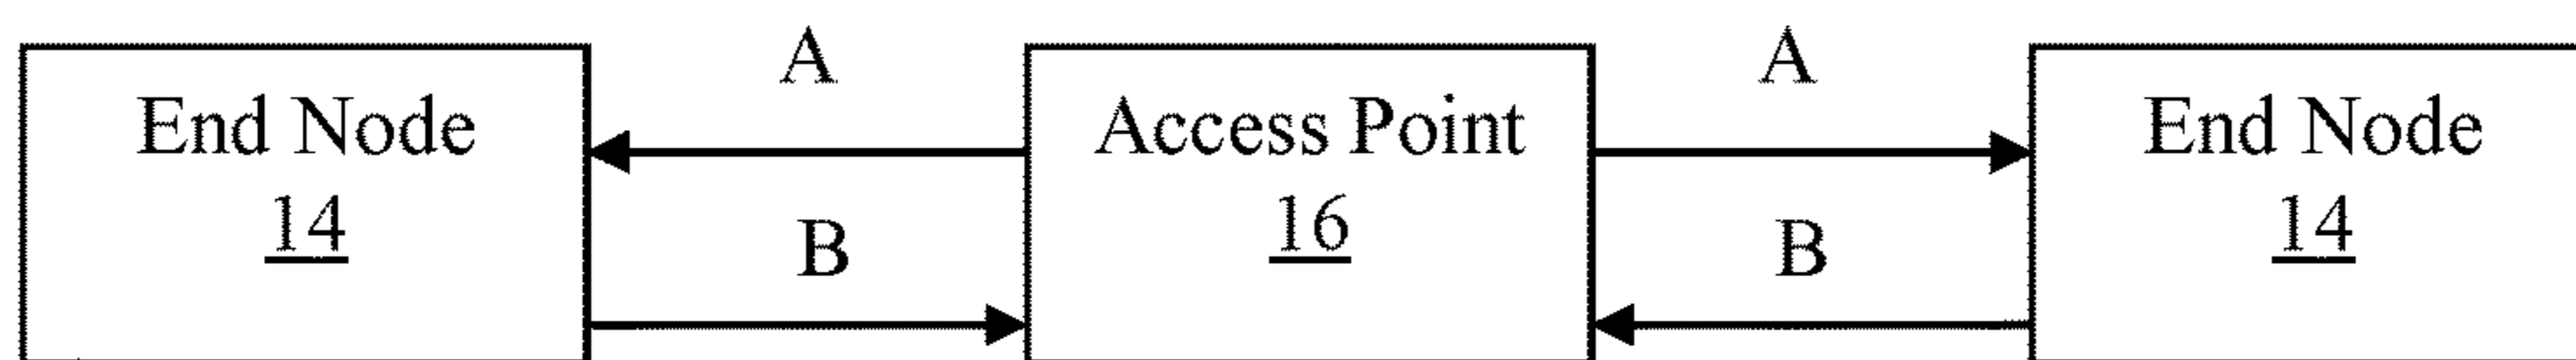 A A
End Node Access Point End Node
14 16 14
B B